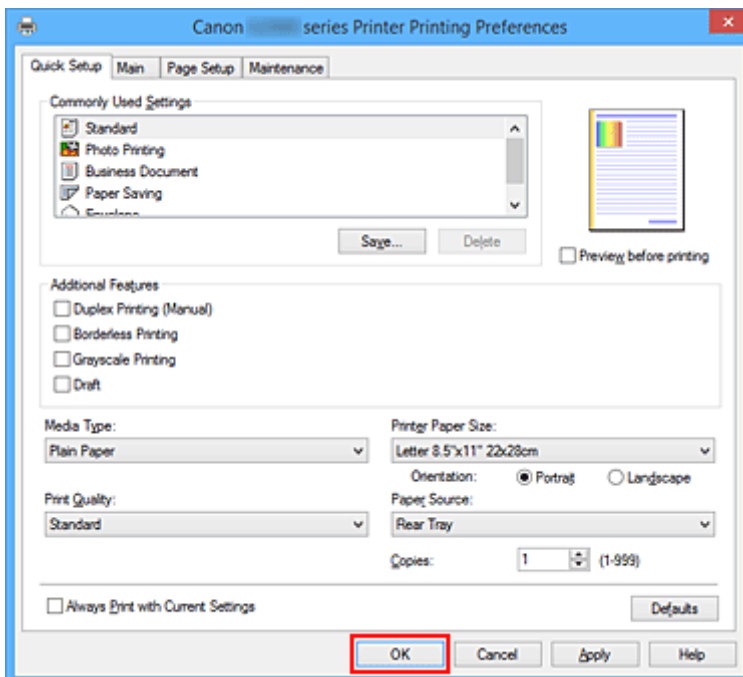 Canon series Printer Printing Preferences
Quick Setup Main Page Setup Maintenance
Commonly Used Settings
Standard
Photo Printing
Business Document
Paper Saving
Envelope
Save... Delete
Preview before printing
Additional Features
Duplex Printing (Manual)
Borderless Printing
Grayscale Printing
Draft
Media Type: Printer Paper Size:
Plain Paper Letter 8.5"x11" 22x28cm
Orientation: Portrait Landscape
Print Quality: Paper Source:
Standard Rear Tray
Copies: 1 (1-999)
Always Print with Current Settings Defaults
OK Cancel Apply Help